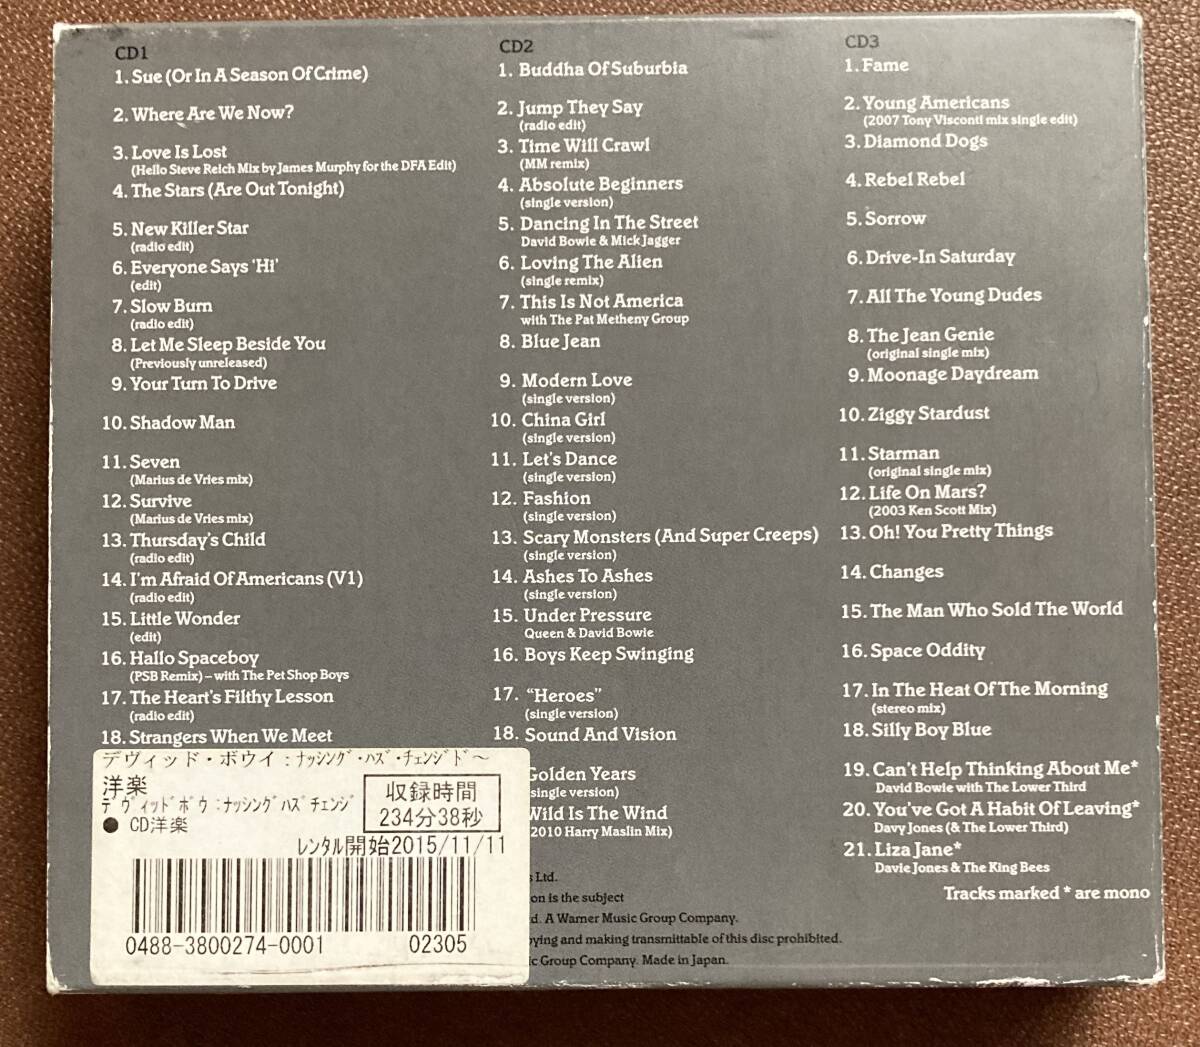 CD1
1. Sue (Or In A Season Of Crime)
2. Where Are We Now?
3. Love Is Lost
(Hello Steve Reich Mix by James Murphy for the DFA Edit)
4. The Stars (Are Out Tonight)
5. New Killer Star
(radio edit)
6. Everyone Says 'Hi'
(edit)
7. Slow Burn
(radio edit)
8. Let Me Sleep Beside You
(Previously unreleased)
9. Your Turn To Drive
10. Shadow Man
11. Seven
(Marius de Vries mix)
12. Survive
(Marius de Vries mix)
13. Thursday's Child
(radio edit)
14. I'm Afraid Of Americans (V1)
(radio edit)
15. Little Wonder
(edit)
16. Hallo Spaceboy
(PSB Remix) – with The Pet Shop Boys
17. The Heart's Filthy Lesson
(radio edit)
18. Strangers When We Meet
CD2
1. Buddha Of Suburbia
2. Jump They Say
(radio edit)
3. Time Will Crawl
(MM remix)
4. Absolute Beginners
(single version)
5. Dancing In The Street
David Bowie & Mick Jagger
6. Loving The Alien
(single remix)
7. This Is Not America
with The Pat Metheny Group
8. Blue Jean
9. Modern Love
(single version)
10. China Girl
(single version)
11. Let's Dance
(single version)
12. Fashion
(single version)
13. Scary Monsters (And Super Creeps)
(single version)
14. Ashes To Ashes
(single version)
15. Under Pressure
Queen & David Bowie
16. Boys Keep Swinging
17. "Heroes"
(single version)
18. Sound And Vision
Golden Years
single version)
Wild Is The Wind
2010 Harry Maslin Mix)
CD3
1. Fame
2. Young Americans
(2007 Tony Visconti mix single edit)
3. Diamond Dogs
4. Rebel Rebel
5. Sorrow
6. Drive-In Saturday
7. All The Young Dudes
8. The Jean Genie
(original single mix)
9. Moonage Daydream
10. Ziggy Stardust
11. Starman
(original single mix)
12. Life On Mars?
(2003 Ken Scott Mix)
13. Oh! You Pretty Things
14. Changes
15. The Man Who Sold The World
16. Space Oddity
17. In The Heat Of The Morning
(stereo mix)
18. Silly Boy Blue
19. Can't Help Thinking About Me*
David Bowie with The Lower Third
20. You've Got A Habit Of Leaving*
Davy Jones (& The Lower Third)
21. Liza Jane*
Davie Jones & The King Bees
Tracks marked * are mono
Ltd.
on is the subject
d. A Warner Music Group Company.
ying and making transmittable of this disc prohibited.
ic Group Company. Made in Japan.
デヴィッド・ボウイ:ﾅｯｼﾝｸﾞ･ﾊｽﾞ･ﾁｪﾝｼﾞﾄﾞ～
洋楽
ﾃﾞｳﾞｨｯﾄﾞﾎﾞｳ:ﾅｯｼﾝｸﾞﾊｽﾞﾁｪﾝｼﾞ
● CD洋楽
収録時間
234分38秒
レンタル開始2015/11/11
0488-3800274-0001
02305